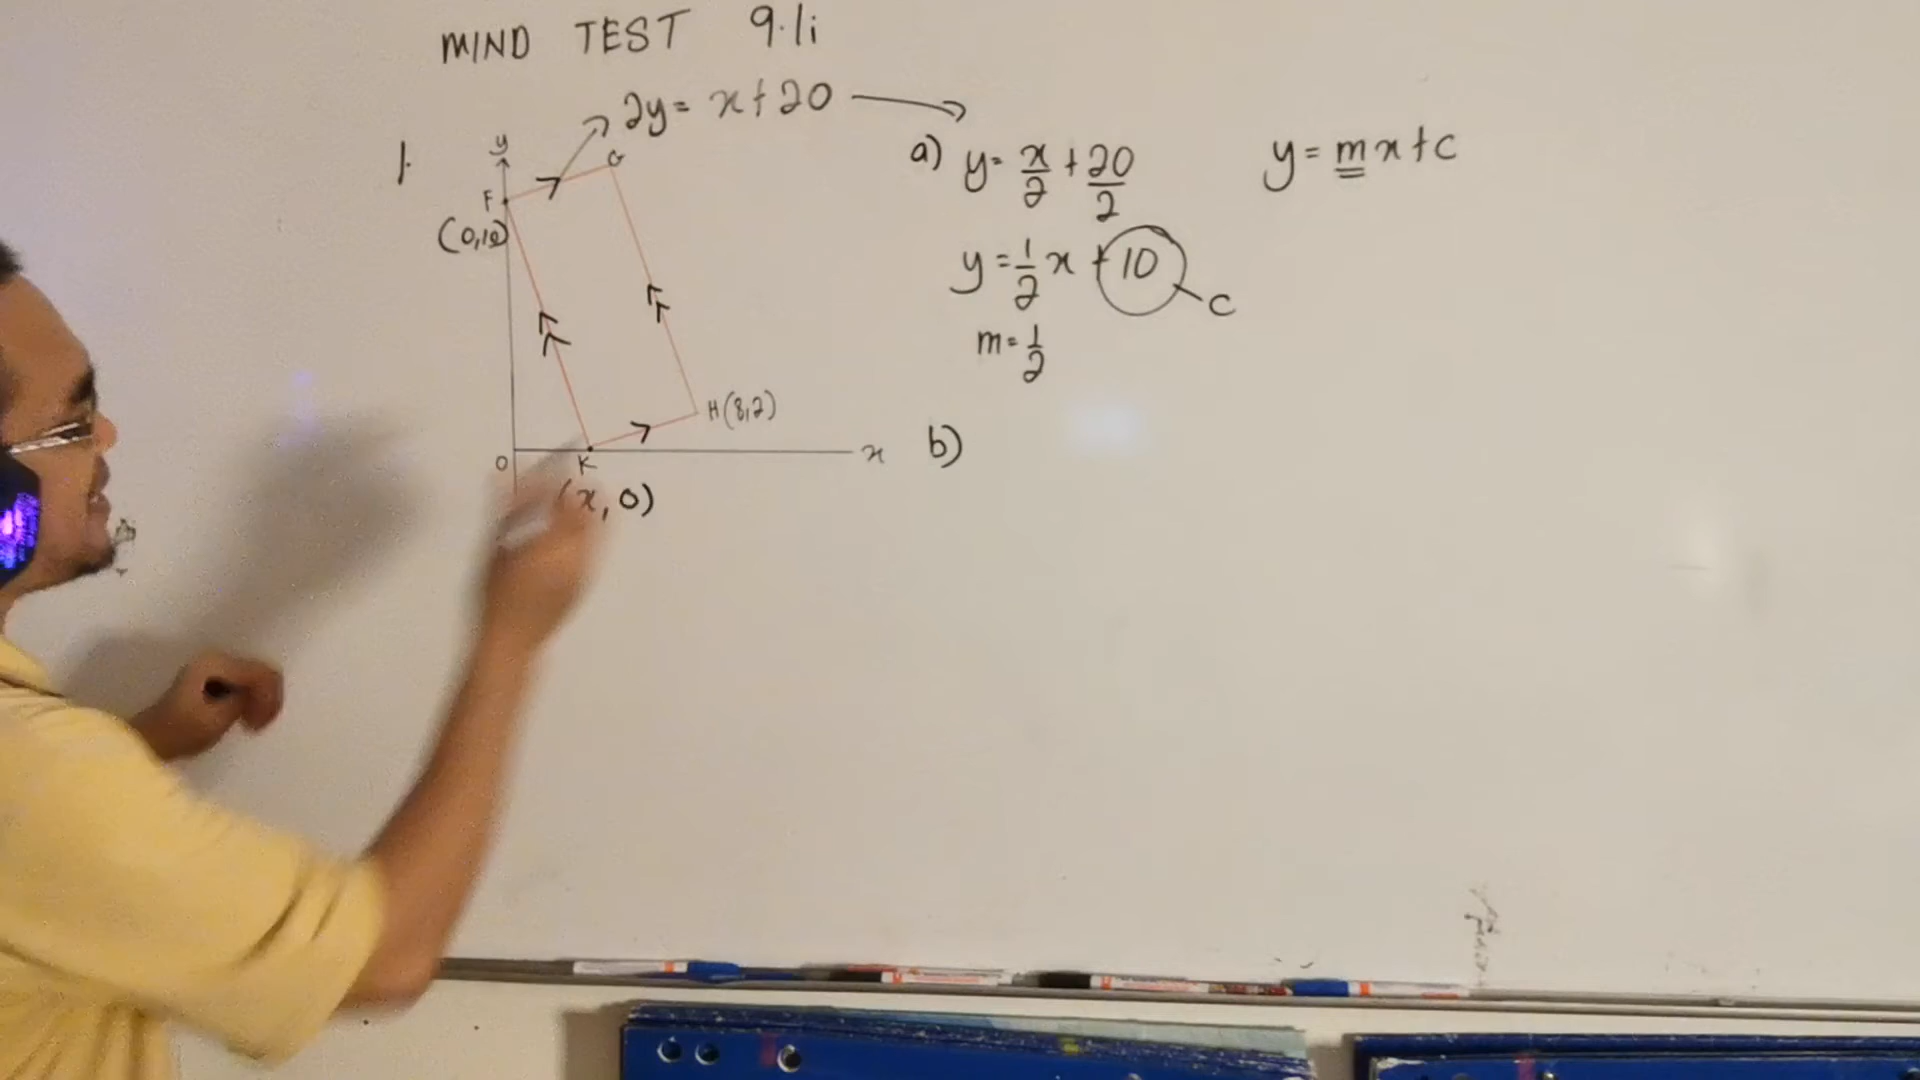 MIND TEST 9.1i
2y = x + 20
1.
y
F
G
(0,10)
H(8,2)
O
K
x
(x, 0)
a) y = x/2 + 20/2
y = mx + c
y = 1/2 x + 10
c
m = 1/2
b)